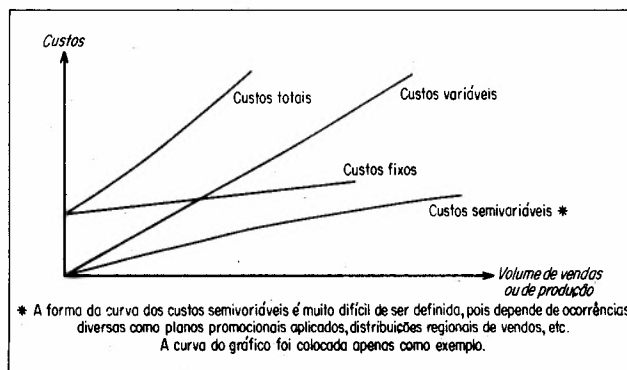 Custos
Custos totais
Custos variáveis
Custos fixos
Custos semivariáveis *
Volume de vendas
ou de produção
* A forma da curva dos custos semivariáveis é muito difícil de ser definida, pois depende de ocorrências
diversas como planos promocionais aplicados, distribuições regionais de vendas, etc.
A curva do gráfico foi colocada apenas como exemplo.